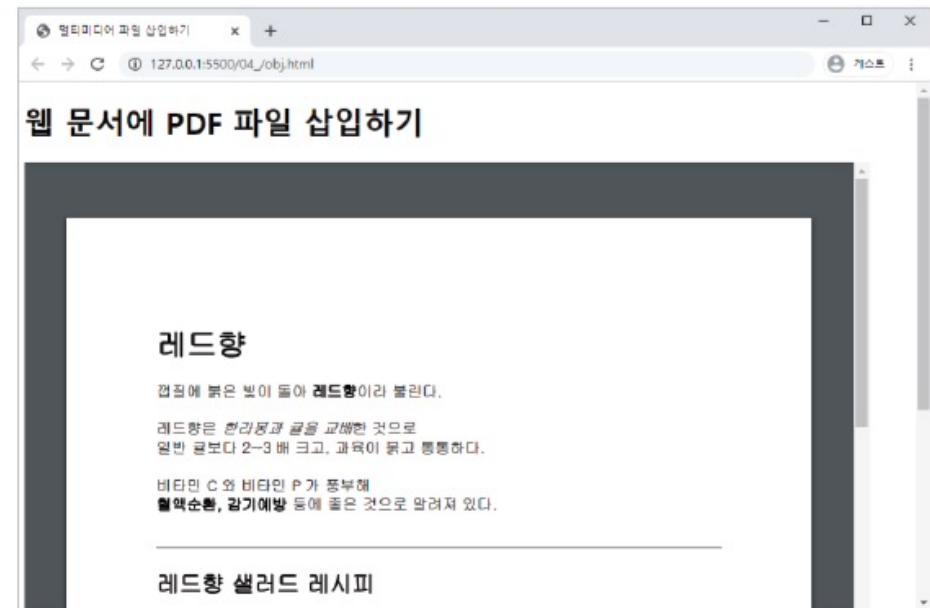 멀티미디어 파일 삽입하기
127.0.0.1:5500/04_/obj.html
게스트
웹 문서에 PDF 파일 삽입하기
레드향
껍질에 붉은 빛이 돌아 레드향이라 불린다.
레드향은 한라봉과 귤을 교배한 것으로
일반 귤보다 2~3 배 크고, 과육이 붉고 통통하다.
비타민 C 와 비타민 P 가 풍부해
혈액순환, 감기예방 등에 좋은 것으로 알려져 있다.
레드향 샐러드 레시피